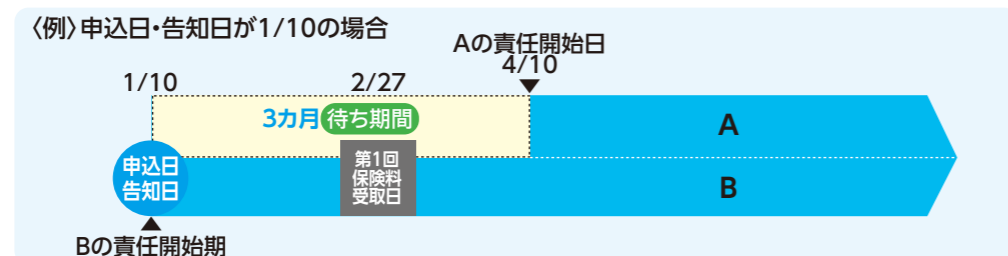 〈例〉申込日・告知日が1/10の場合
Aの責任開始日
4/10
1/10
2/27
3カ月 待ち期間
A
申込日
告知日
第1回
保険料
受取日
B
Bの責任開始期